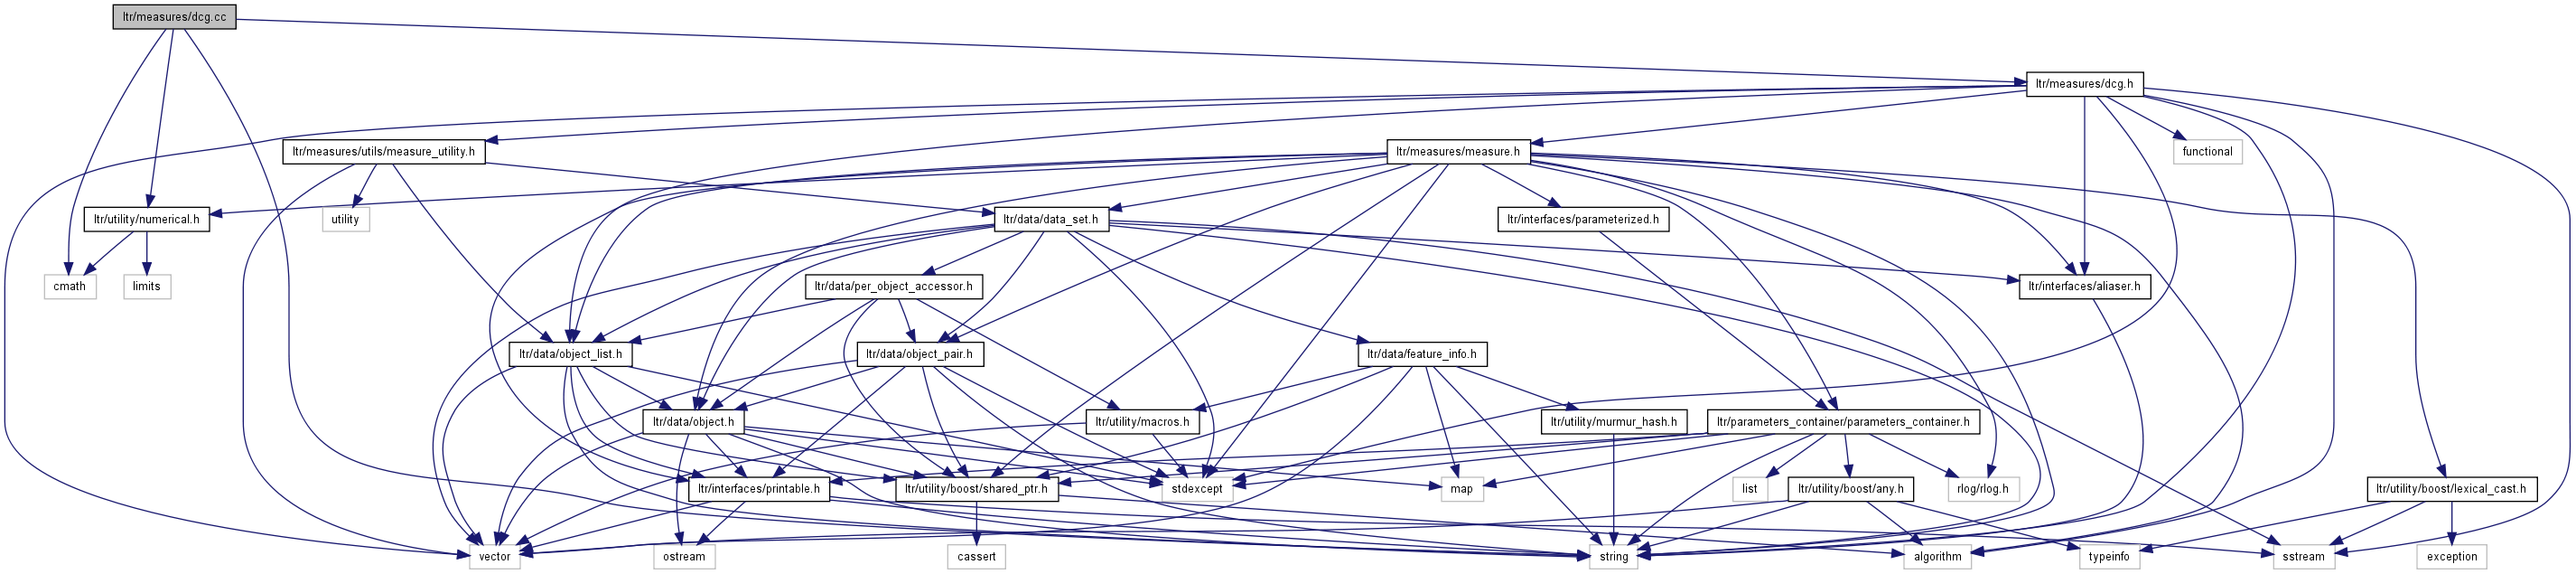 ltr/measures/dcg.cc
ltr/measures/dcg.h
ltr/measures/utils/measure_utility.h
ltr/measures/measure.h
functional
ltr/utility/numerical.h
utility
ltr/data/data_set.h
ltr/interfaces/parameterized.h
cmath
limits
ltr/data/per_object_accessor.h
ltr/interfaces/aliaser.h
ltr/data/object_list.h
ltr/data/object_pair.h
ltr/data/feature_info.h
ltr/data/object.h
ltr/utility/macros.h
ltr/utility/murmur_hash.h
ltr/parameters_container/parameters_container.h
ltr/interfaces/printable.h
ltr/utility/boost/shared_ptr.h
stdexcept
map
list
ltr/utility/boost/any.h
rlog/rlog.h
ltr/utility/boost/lexical_cast.h
vector
ostream
cassert
string
algorithm
typeinfo
sstream
exception